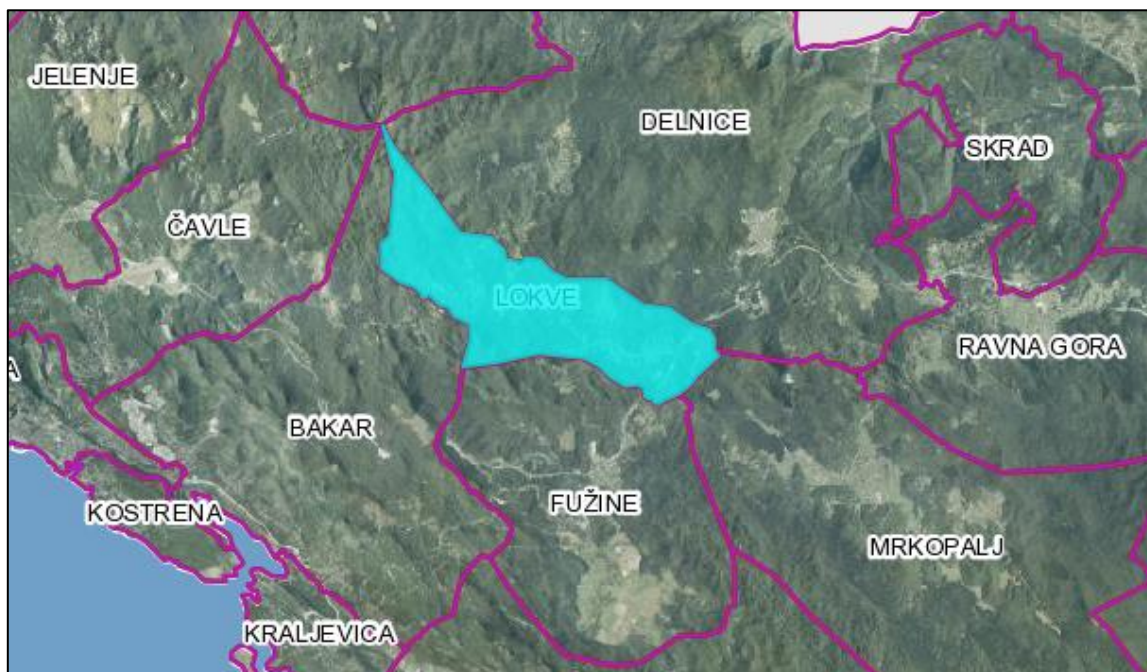 JELENJE
DELNICE
SKRAD
ČAVLE
LOKVE
RAVNA GORA
A
BAKAR
FUŽINE
KOSTRENA
MRKOPALJ
KRALJEVICA